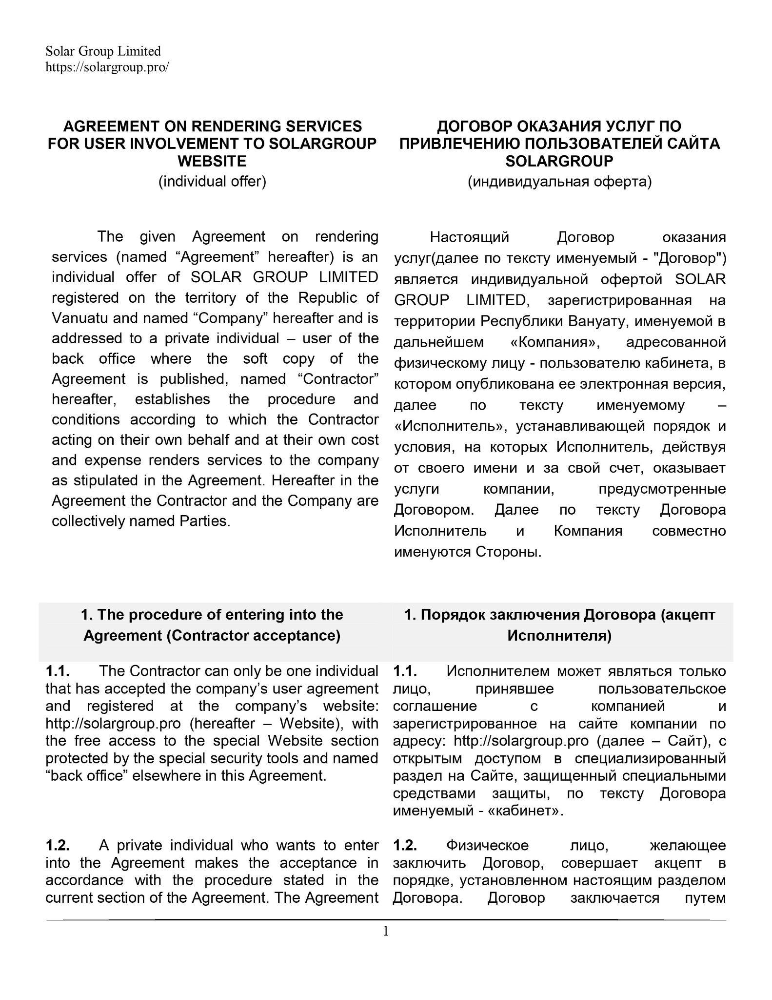 Solar Group Limited
https://solargroup.pro/
AGREEMENT ON RENDERING SERVICES
FOR USER INVOLVEMENT TO SOLARGROUP
WEBSITE
(individual offer)
The given Agreement on rendering
services (named “Agreement” hereafter) is an
individual offer of SOLAR GROUP LIMITED
registered on the territory of the Republic of
Vanuatu and named “Company” hereafter and is
addressed to a private individual – user of the
back office where the soft copy of the
Agreement is published, named “Contractor”
hereafter, establishes the procedure and
conditions according to which the Contractor
acting on their own behalf and at their own cost
and expense renders services to the company
as stipulated in the Agreement. Hereafter in the
Agreement the Contractor and the Company are
collectively named Parties.
ДОГОВОР ОКАЗАНИЯ УСЛУГ ПО
ПРИВЛЕЧЕНИЮ ПОЛЬЗОВАТЕЛЕЙ САЙТА
SOLARGROUP
(индивидуальная оферта)
Настоящий Договор оказания
услуг(далее по тексту именуемый - "Договор")
является индивидуальной офертой SOLAR
GROUP LIMITED, зарегистрированная на
территории Республики Вануату, именуемой в
дальнейшем «Компания», адресованной
физическому лицу - пользователю кабинета, в
котором опубликована ее электронная версия,
далее по тексту именуемому –
«Исполнитель», устанавливающей порядок и
условия, на которых Исполнитель, действуя
от своего имени и за свой счет, оказывает
услуги компании, предусмотренные
Договором. Далее по тексту Договора
Исполнитель и Компания совместно
именуются Стороны.
1. The procedure of entering into the
Agreement (Contractor acceptance)
1. Порядок заключения Договора (акцепт
Исполнителя)
1.1. The Contractor can only be one individual
that has accepted the company’s user agreement
and registered at the company’s website:
http://solargroup.pro (hereafter – Website), with
the free access to the special Website section
protected by the special security tools and named
“back office” elsewhere in this Agreement.
1.1. Исполнителем может являться только
лицо, принявшее пользовательское
соглашение с компанией и
зарегистрированное на сайте компании по
адресу: http://solargroup.pro (далее – Сайт), с
открытым доступом в специализированный
раздел на Сайте, защищенный специальными
средствами защиты, по тексту Договора
именуемый - «кабинет».
1.2. A private individual who wants to enter
into the Agreement makes the acceptance in
accordance with the procedure stated in the
current section of the Agreement. The Agreement
1.2. Физическое лицо, желающее
заключить Договор, совершает акцепт в
порядке, установленном настоящим разделом
Договора. Договор заключается путем
1